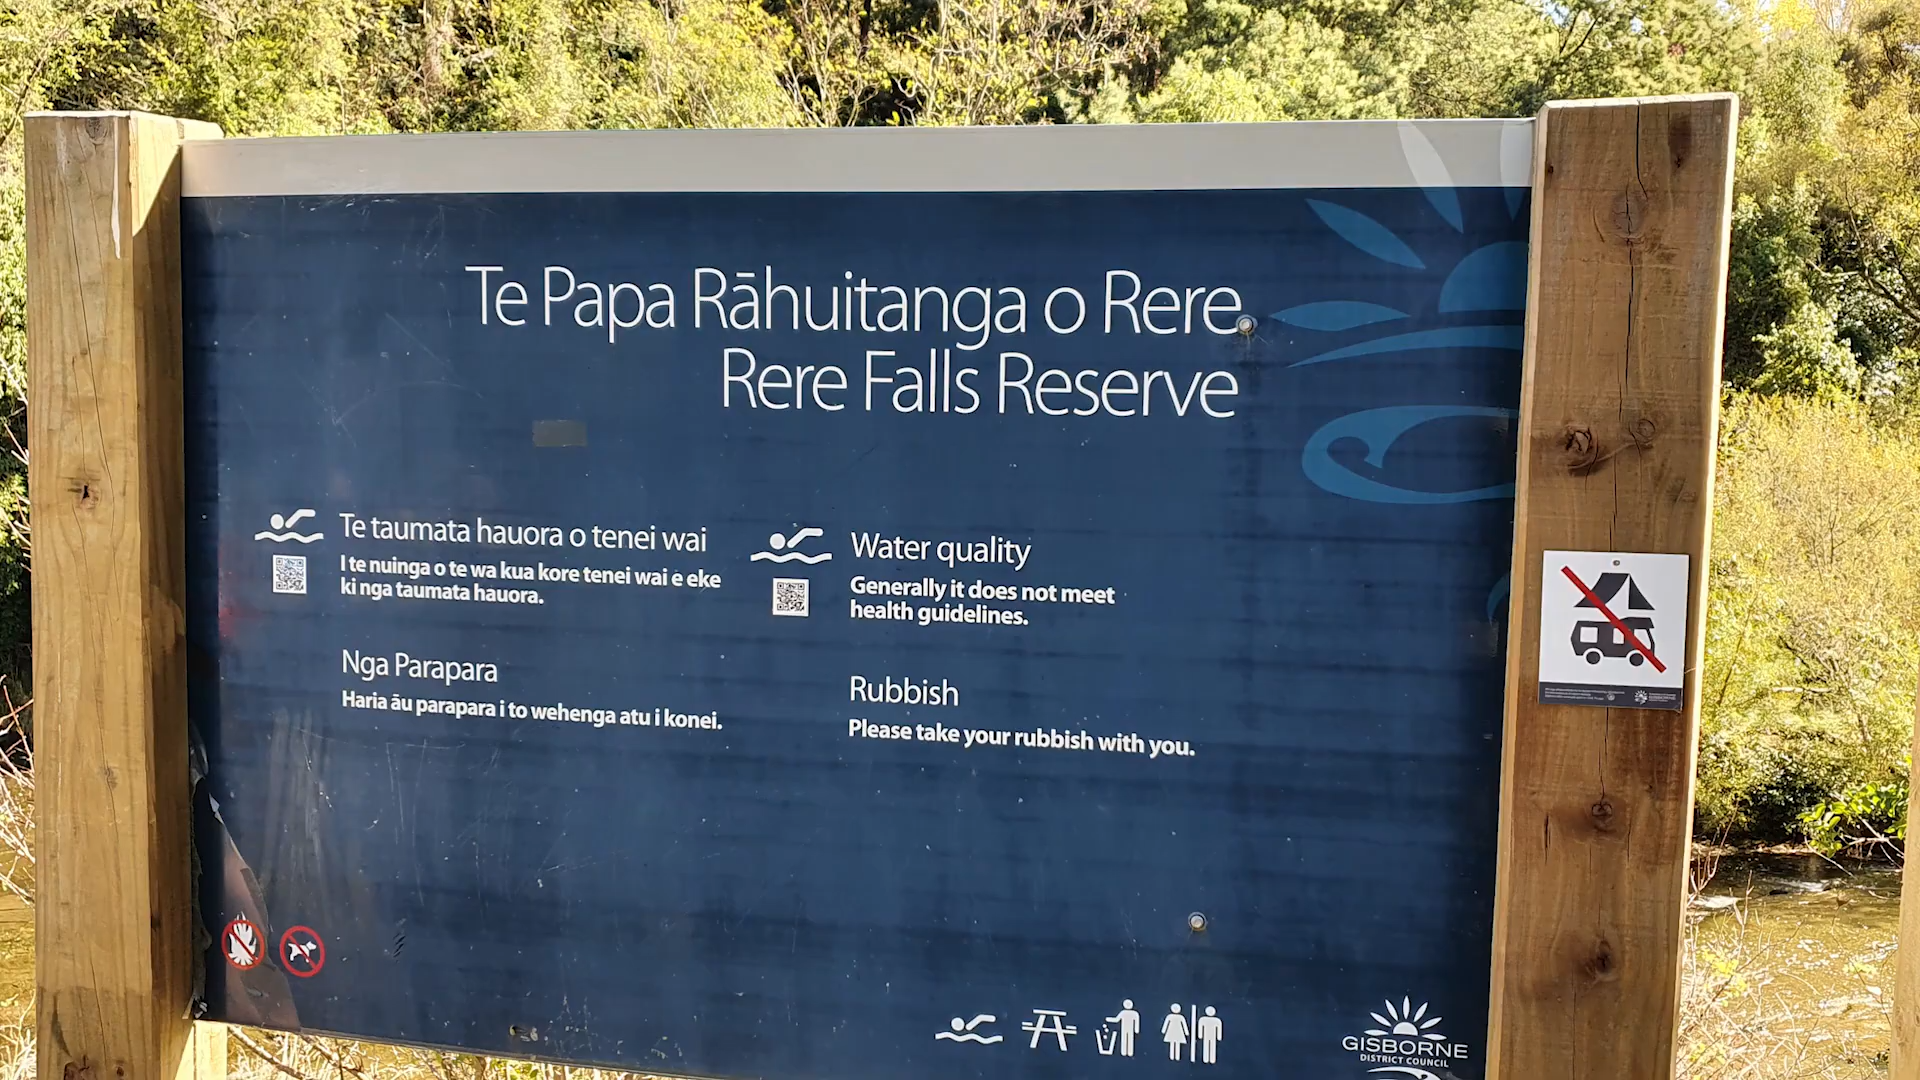 Te Papa Rāhuitanga o Rere
Rere Falls Reserve
Te taumata hauora o tenei wai
I te nuinga o te wa kua kore tenei wai e eke
ki nga taumata hauora.
Nga Parapara
Haria āu parapara i to wehenga atu i konei.
Water quality
Generally it does not meet
health guidelines.
Rubbish
Please take your rubbish with you.
GISBORNE
DISTRICT COUNCIL